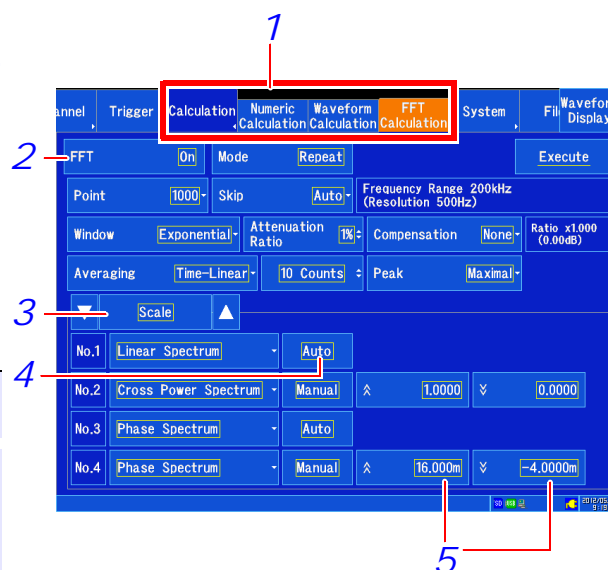 1
annel Trigger Calculation Numeric Calculation Waveform Calculation FFT Calculation System Fil Wavefor Display
2
FFT On Mode Repeat Execute
Point 1000 Skip Auto Frequency Range 200kHz (Resolution 500Hz)
Window Exponential Attenuation Ratio 1% Compensation None Ratio x1.000 (0.00dB)
Averaging Time-Linear 10 Counts Peak Maximal
3
Scale
No.1 Linear Spectrum Auto
4
No.2 Cross Power Spectrum Manual 1.0000 0.0000
No.3 Phase Spectrum Auto
No.4 Phase Spectrum Manual 16.000m -4.0000m
SD
5